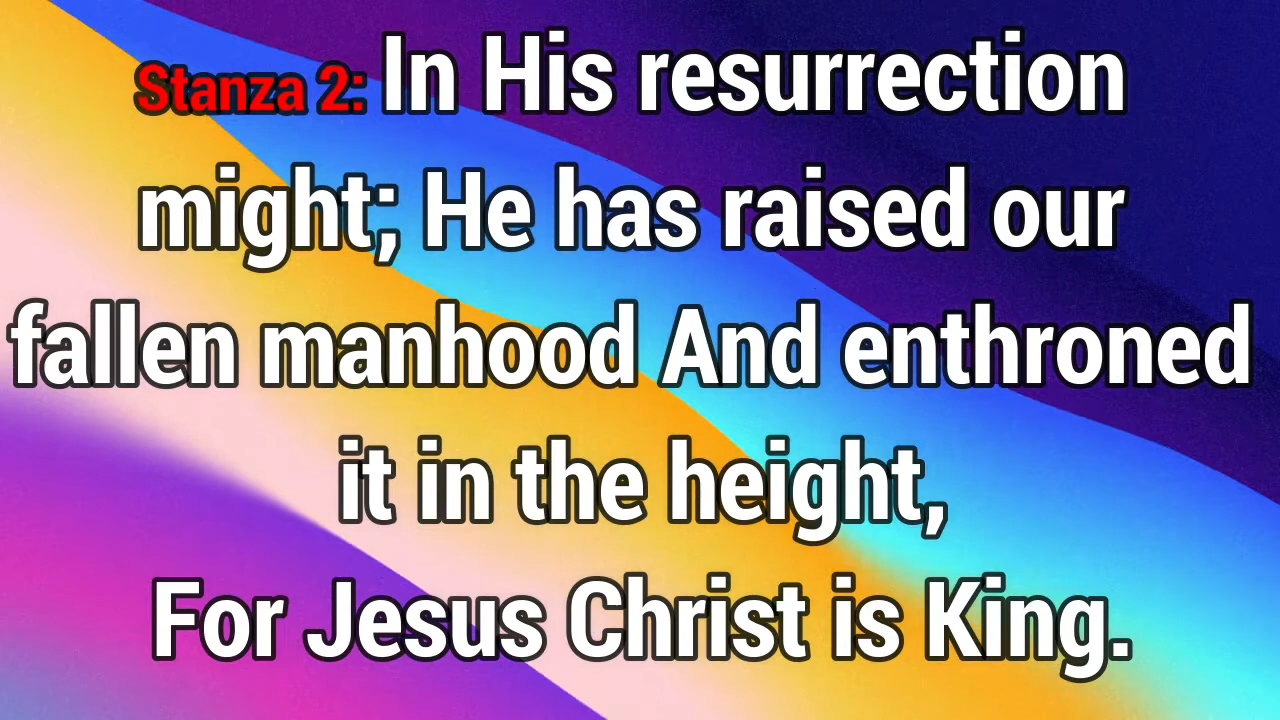 Stanza 2: In His resurrection
might; He has raised our
fallen manhood And enthroned
it in the height,
For Jesus Christ is King.